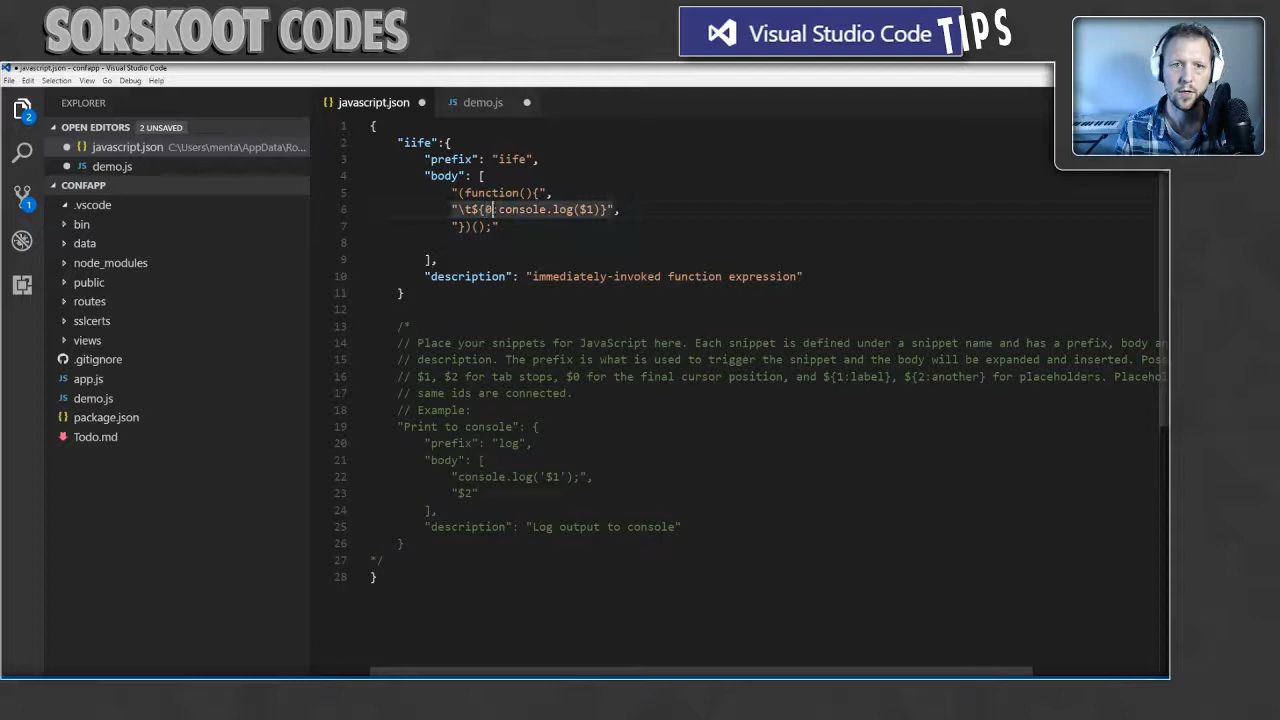 SORSKOOT CODES
Visual Studio Code TIPS
javascript.json - confapp - Visual Studio Code
File Edit Selection View Go Debug Help
EXPLORER
javascript.json
demo.js
OPEN EDITORS 2 UNSAVED
javascript.json C:\Users\menta\AppData\Ro...
JS demo.js
CONFAPP
.vscode
bin
data
node_modules
public
routes
sslcerts
views
.gitignore
JS app.js
JS demo.js
package.json
Todo.md
2
1
1 {
2 "iife":{
3 "prefix": "iife",
4 "body": [
5 "(function(){",
6 "\t${0:console.log($1)}",
7 "})();"
8
9 ],
10 "description": "immediately-invoked function expression"
11 }
12
13 /*
14 // Place your snippets for JavaScript here. Each snippet is defined under a snippet name and has a prefix, body an
15 // description. The prefix is what is used to trigger the snippet and the body will be expanded and inserted. Pos
16 // $1, $2 for tab stops, $0 for the final cursor position, and ${1:label}, ${2:another} for placeholders. Placehol
17 // same ids are connected.
18 // Example:
19 "Print to console": {
20 "prefix": "log",
21 "body": [
22 "console.log('$1');",
23 "$2"
24 ],
25 "description": "Log output to console"
26 }
27 */
28 }